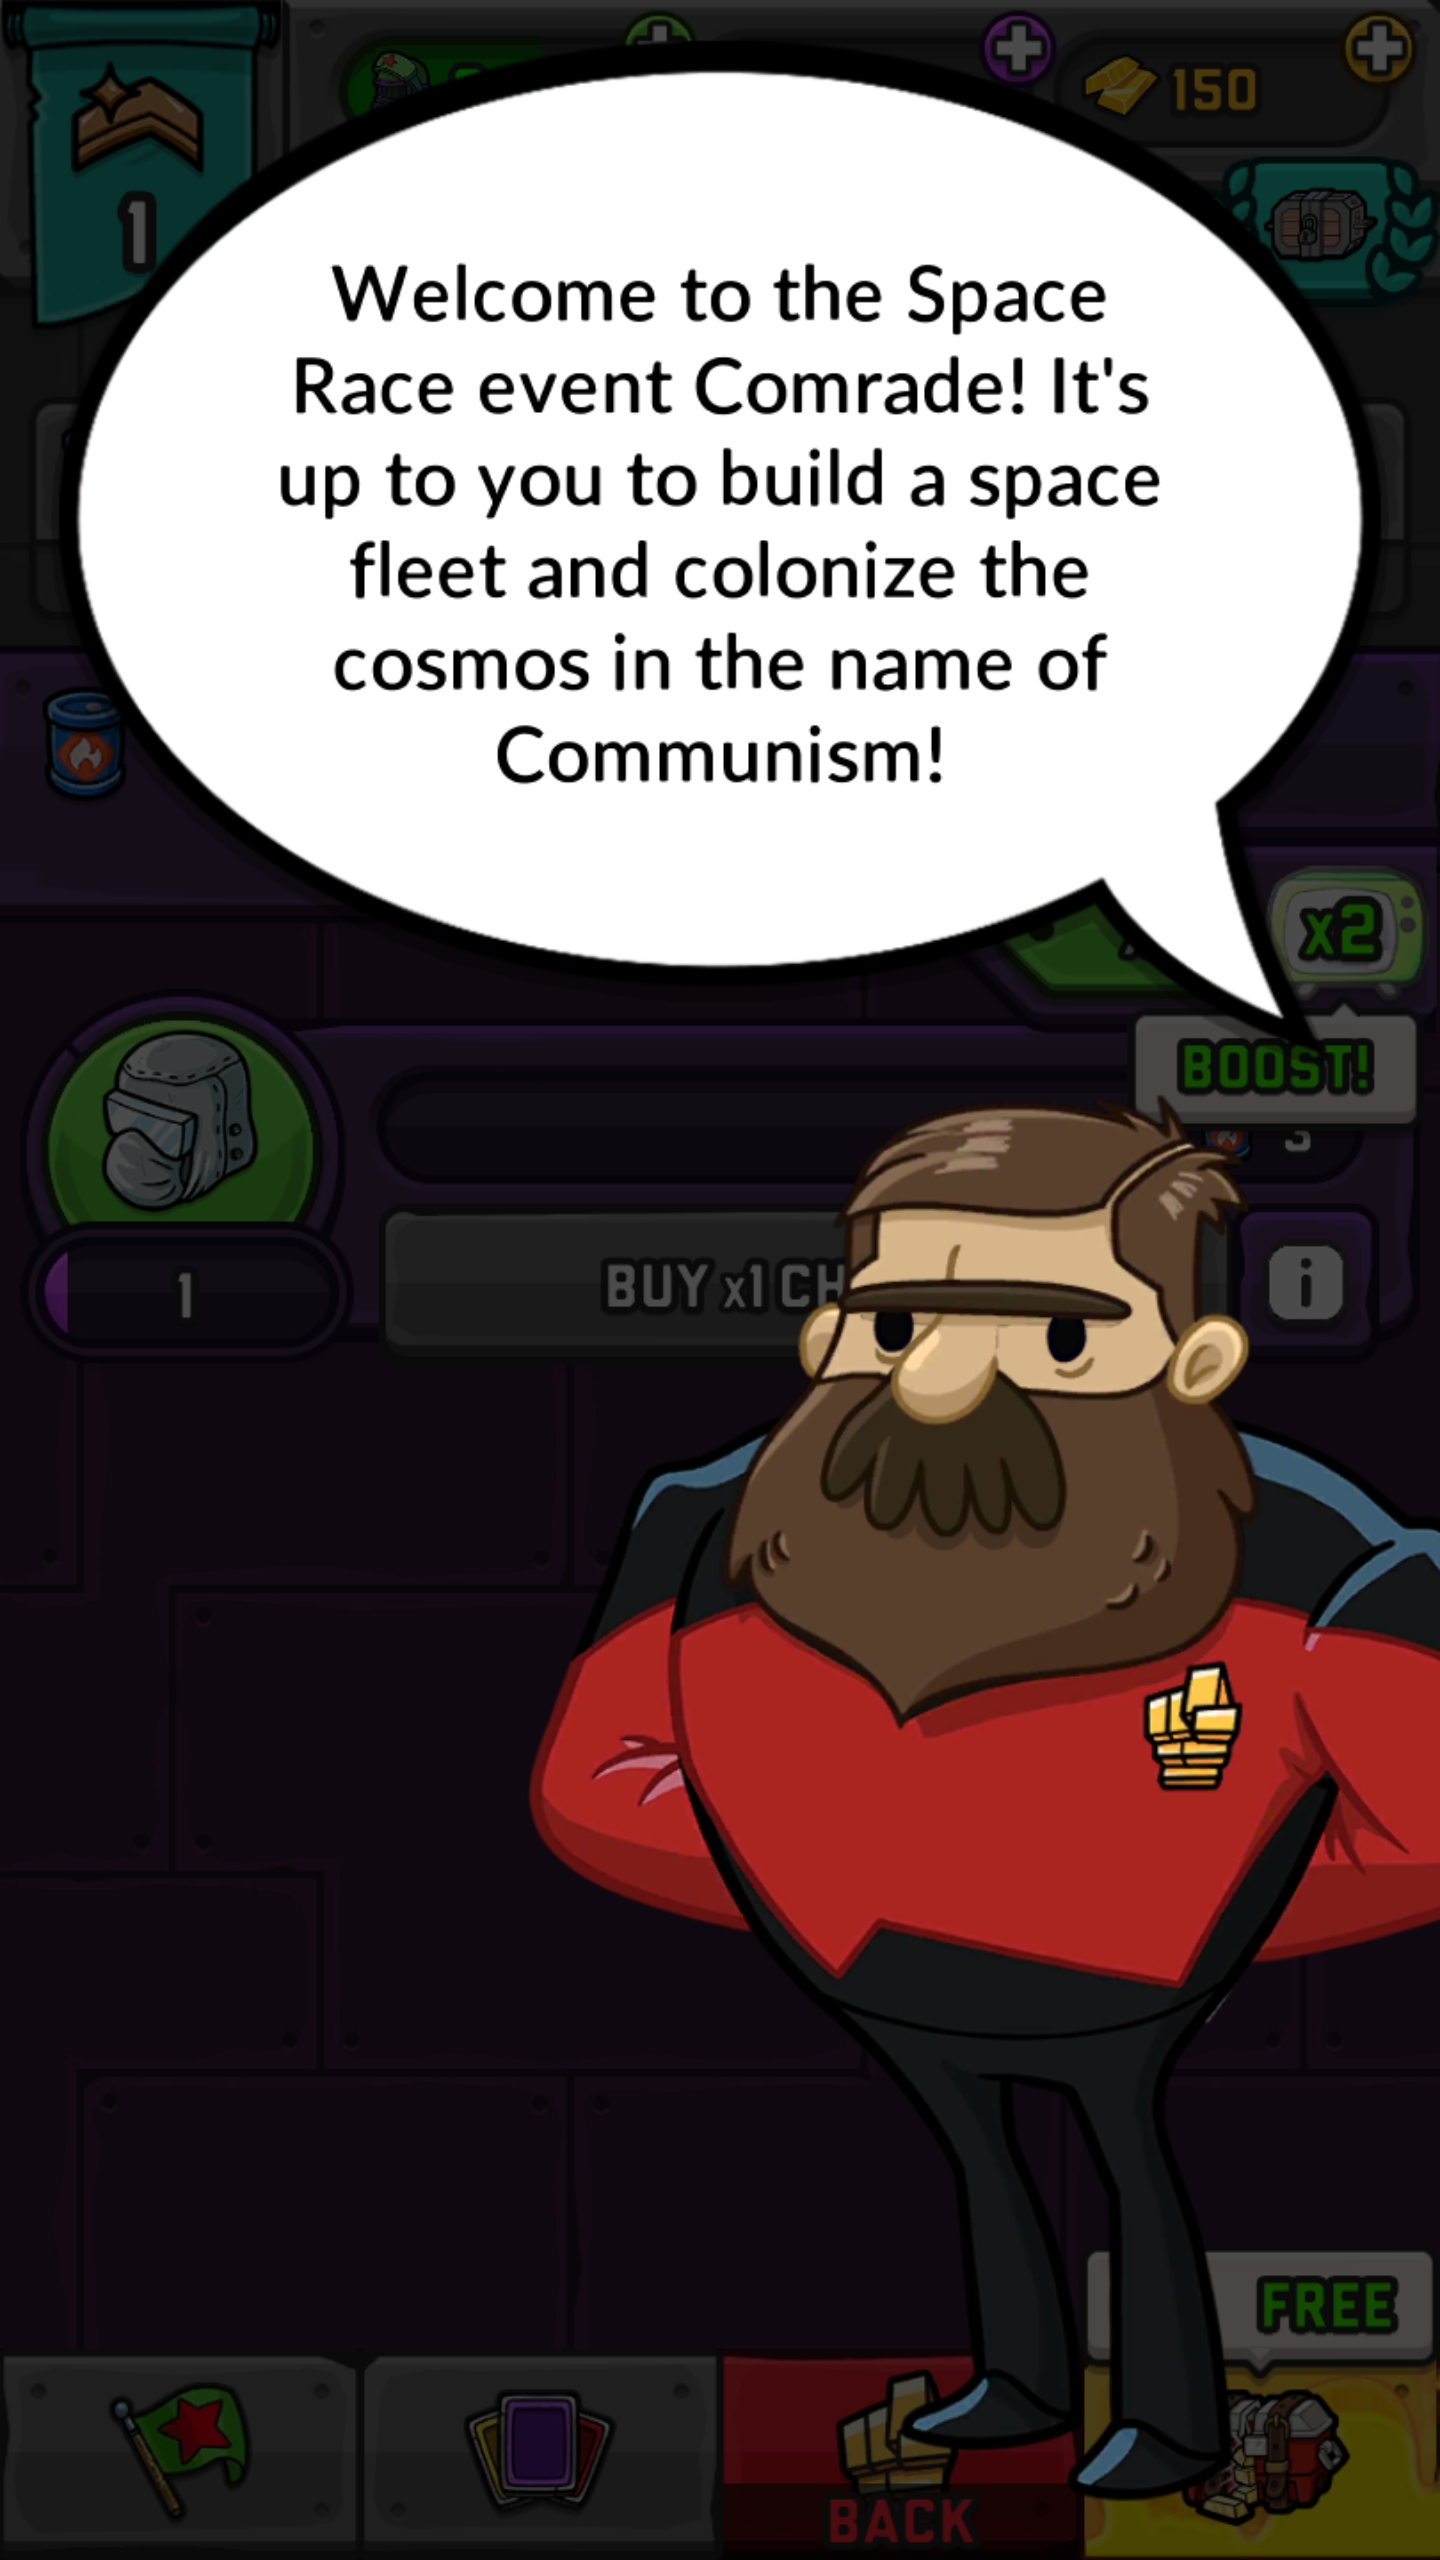 150
1
Welcome to the Space
Race event Comrade! It's
up to you to build a space
fleet and colonize the
cosmos in the name of
Communism!
x2
BOOST!
3
1
BUY x1 CH
i
FREE
BACK